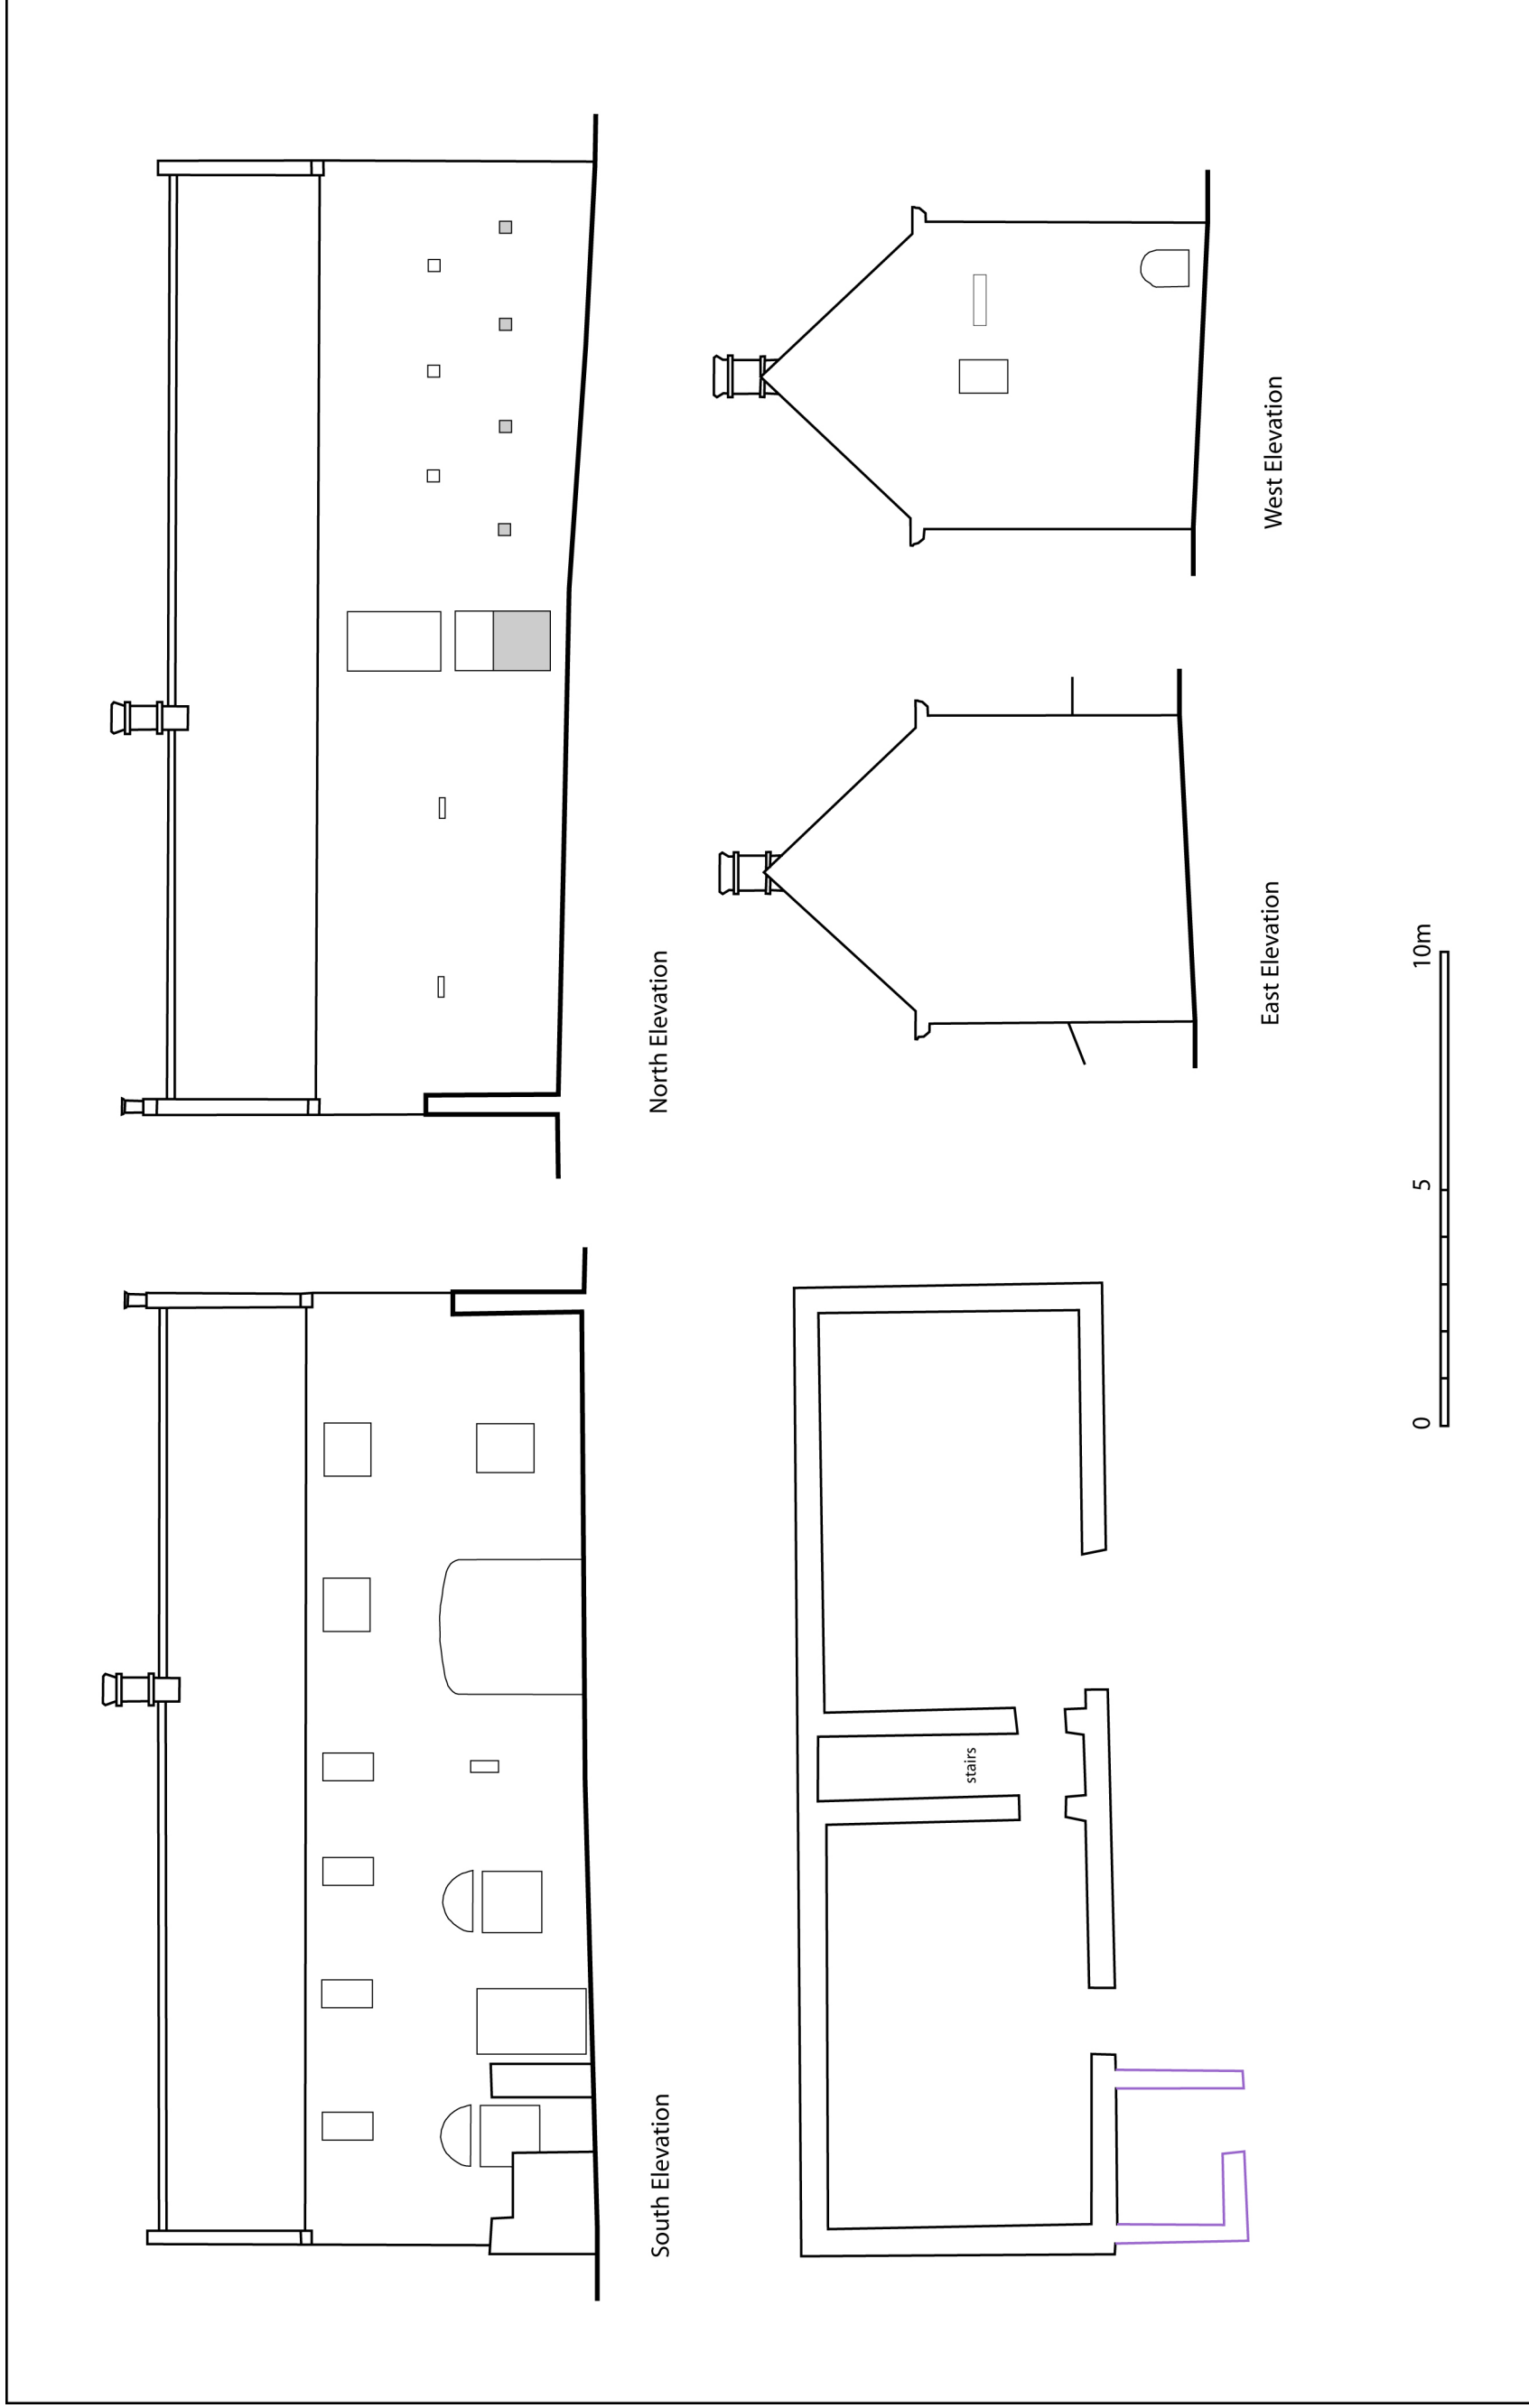 South Elevation
North Elevation
stairs
East Elevation
West Elevation
0
5
10m